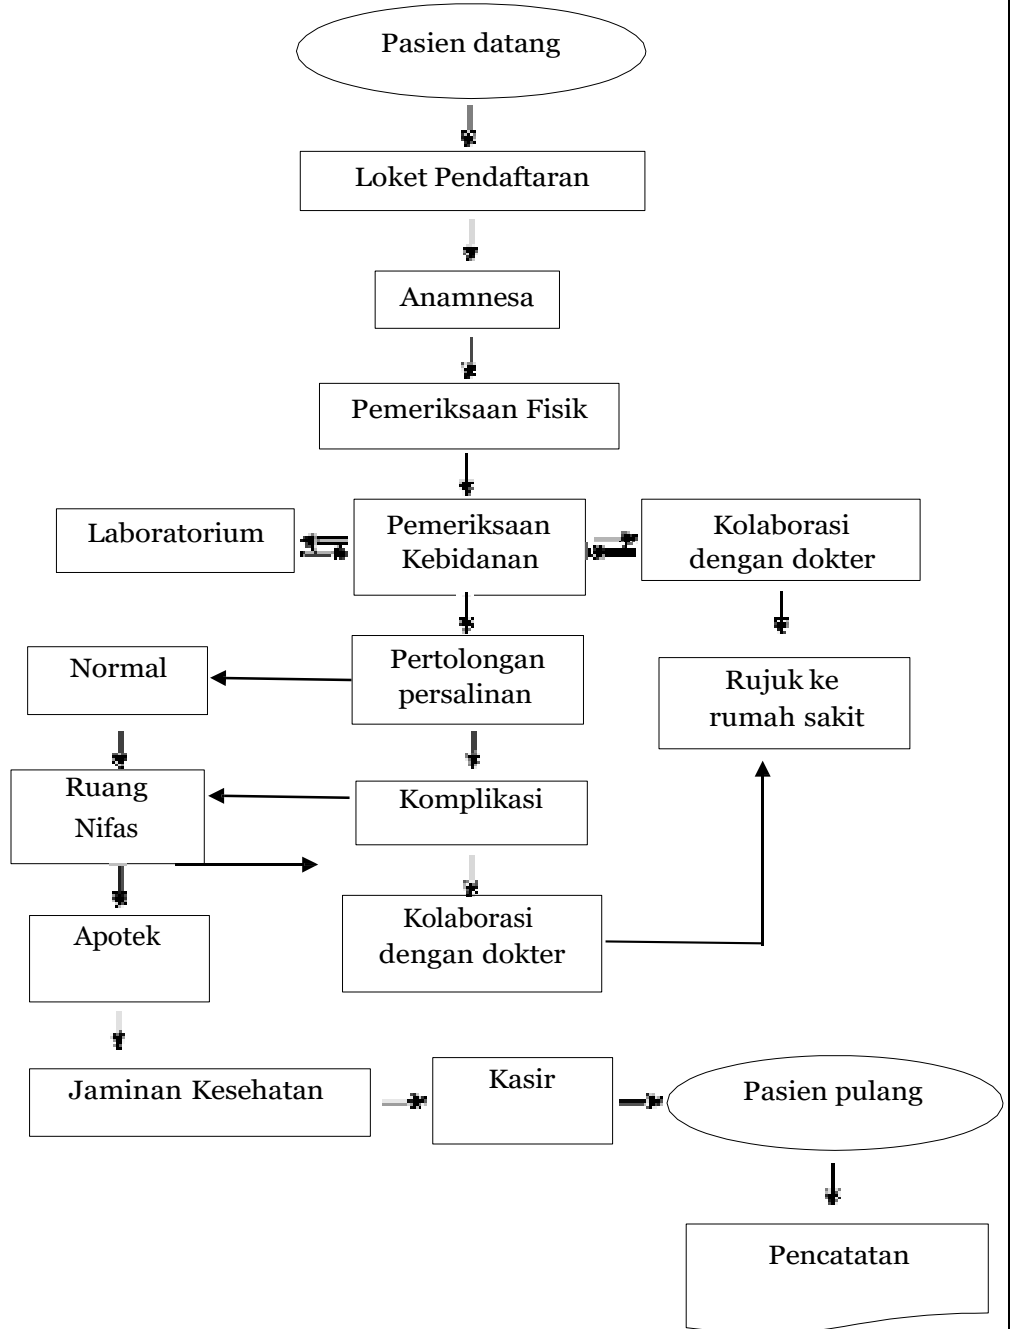 Pasien datang
Loket Pendaftaran
Anamnesa
Pemeriksaan Fisik
Laboratorium
Pemeriksaan
Kebidanan
Kolaborasi
dengan dokter
Normal
Pertolongan
persalinan
Rujuk ke
rumah sakit
Ruang
Nifas
Komplikasi
Apotek
Kolaborasi
dengan dokter
Jaminan Kesehatan
Kasir
Pasien pulang
Pencatatan